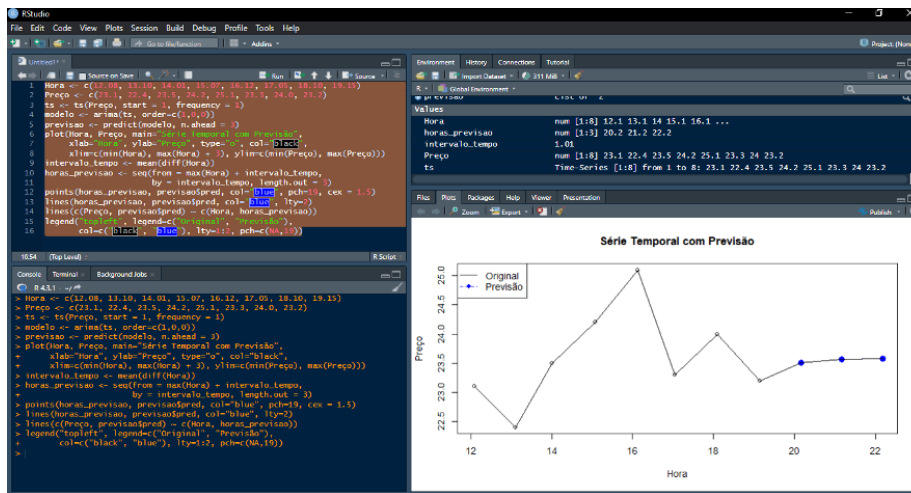 RStudio
File Edit Code View Plots Session Build Debug Profile Tools Help
Go to file/function Addins Project: (None
Untitled1*
Source on Save Run Source
1 Hora <- c(12.08, 13.10, 14.01, 15.07, 16.12, 17.05, 18.10, 19.15)
2 Preço <- c(23.1, 22.4, 23.5, 24.2, 25.1, 23.3, 24.0, 23.2)
3 ts <- ts(Preço, start = 1, frequency = 1)
4 modelo <- arima(ts, order=c(1,0,0))
5 previsao <- predict(modelo, n.ahead = 3)
6 plot(Hora, Preço, main="Série Temporal com Previsão",
7 xlab="Hora", ylab="Preço", type="o", col="black",
8 xlim=c(min(Hora), max(Hora) + 3), ylim=c(min(Preço), max(Preço)))
9 intervalo_tempo <- mean(diff(Hora))
10 horas_previsao <- seq(from = max(Hora) + intervalo_tempo,
11 by = intervalo_tempo, length.out = 3)
12 points(horas_previsao, previsao$pred, col="blue", pch=19, cex = 1.5)
13 lines(horas_previsao, previsao$pred, col="blue", lty=2)
14 lines(c(Preço, previsao$pred) ~ c(Hora, horas_previsao))
15 legend("topleft", legend=c("Original", "Previsão"),
16 col=c("black", "blue"), lty=1:2, pch=c(NA,19))
16:54 (Top Level) R Script
Console Terminal Background Jobs
R 4.3.1 · ~/
> Hora <- c(12.08, 13.10, 14.01, 15.07, 16.12, 17.05, 18.10, 19.15)
> Preço <- c(23.1, 22.4, 23.5, 24.2, 25.1, 23.3, 24.0, 23.2)
> ts <- ts(Preço, start = 1, frequency = 1)
> modelo <- arima(ts, order=c(1,0,0))
> previsao <- predict(modelo, n.ahead = 3)
> plot(Hora, Preço, main="Série Temporal com Previsão",
+ xlab="Hora", ylab="Preço", type="o", col="black",
+ xlim=c(min(Hora), max(Hora) + 3), ylim=c(min(Preço), max(Preço)))
> intervalo_tempo <- mean(diff(Hora))
> horas_previsao <- seq(from = max(Hora) + intervalo_tempo,
+ by = intervalo_tempo, length.out = 3)
> points(horas_previsao, previsao$pred, col="blue", pch=19, cex = 1.5)
> lines(horas_previsao, previsao$pred, col="blue", lty=2)
> lines(c(Preço, previsao$pred) ~ c(Hora, horas_previsao))
> legend("topleft", legend=c("Original", "Previsão"),
+ col=c("black", "blue"), lty=1:2, pch=c(NA,19))
>
Environment History Connections Tutorial
Import Dataset 311 MiB List
R Global Environment
previsao List of 2
Values
Hora num [1:8] 12.1 13.1 14 15.1 16.1 ...
horas_previsao num [1:3] 20.2 21.2 22.2
intervalo_tempo 1.01
Preço num [1:8] 23.1 22.4 23.5 24.2 25.1 23.3 24 23.2
ts Time-Series [1:8] from 1 to 8: 23.1 22.4 23.5 24.2 25.1 23.3 24 23.2
Files Plots Packages Help Viewer Presentation
Zoom Export Publish
Série Temporal com Previsão
Original
Previsão
25.0
24.5
24.0
23.5
23.0
22.5
Preço
12 14 16 18 20 22
Hora